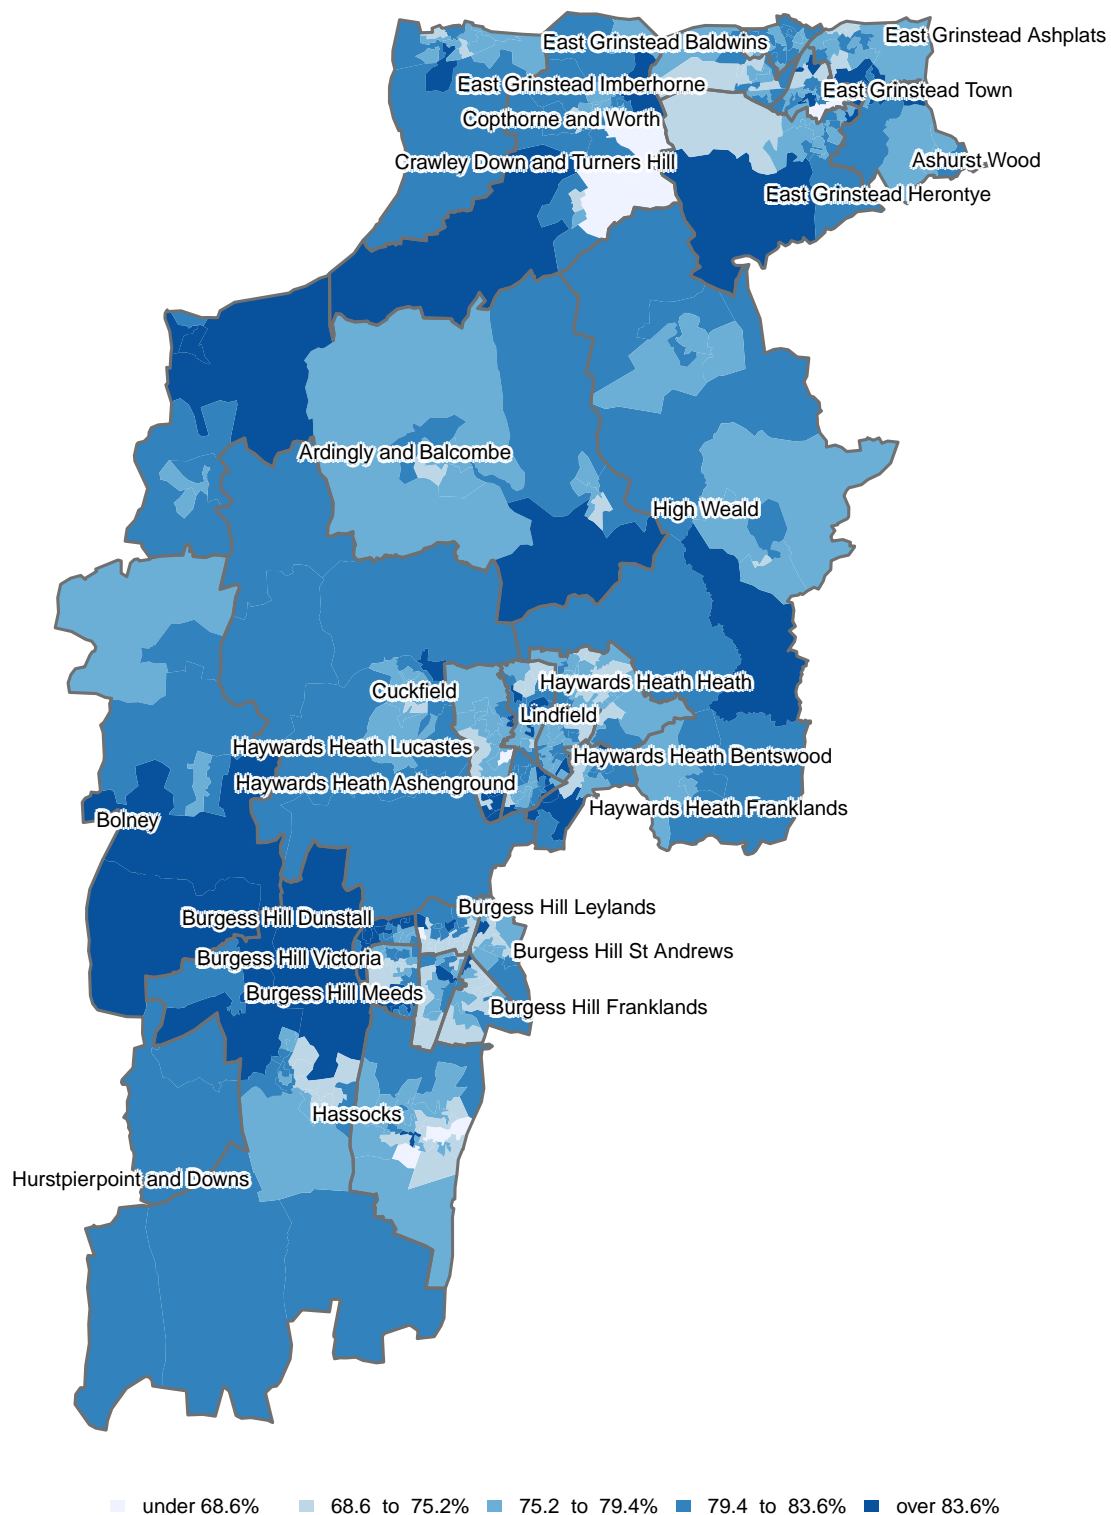 East Grinstead Ashplats
East Grinstead Baldwins
East Grinstead Imberhorne
East Grinstead Town
Copthorne and Worth
Crawley Down and Turners Hill
Ashurst Wood
East Grinstead Herontye
Ardingly and Balcombe
High Weald
Haywards Heath Heath
Cuckfield
Lindfield
Haywards Heath Lucastes
Haywards Heath Bentswood
Haywards Heath Ashenground
Haywards Heath Franklands
Bolney
Burgess Hill Leylands
Burgess Hill Dunstall
Burgess Hill St Andrews
Burgess Hill Victoria
Burgess Hill Meeds
Burgess Hill Franklands
Hassocks
Hurstpierpoint and Downs
under 68.6% 68.6 to 75.2% 75.2 to 79.4% 79.4 to 83.6% over 83.6%